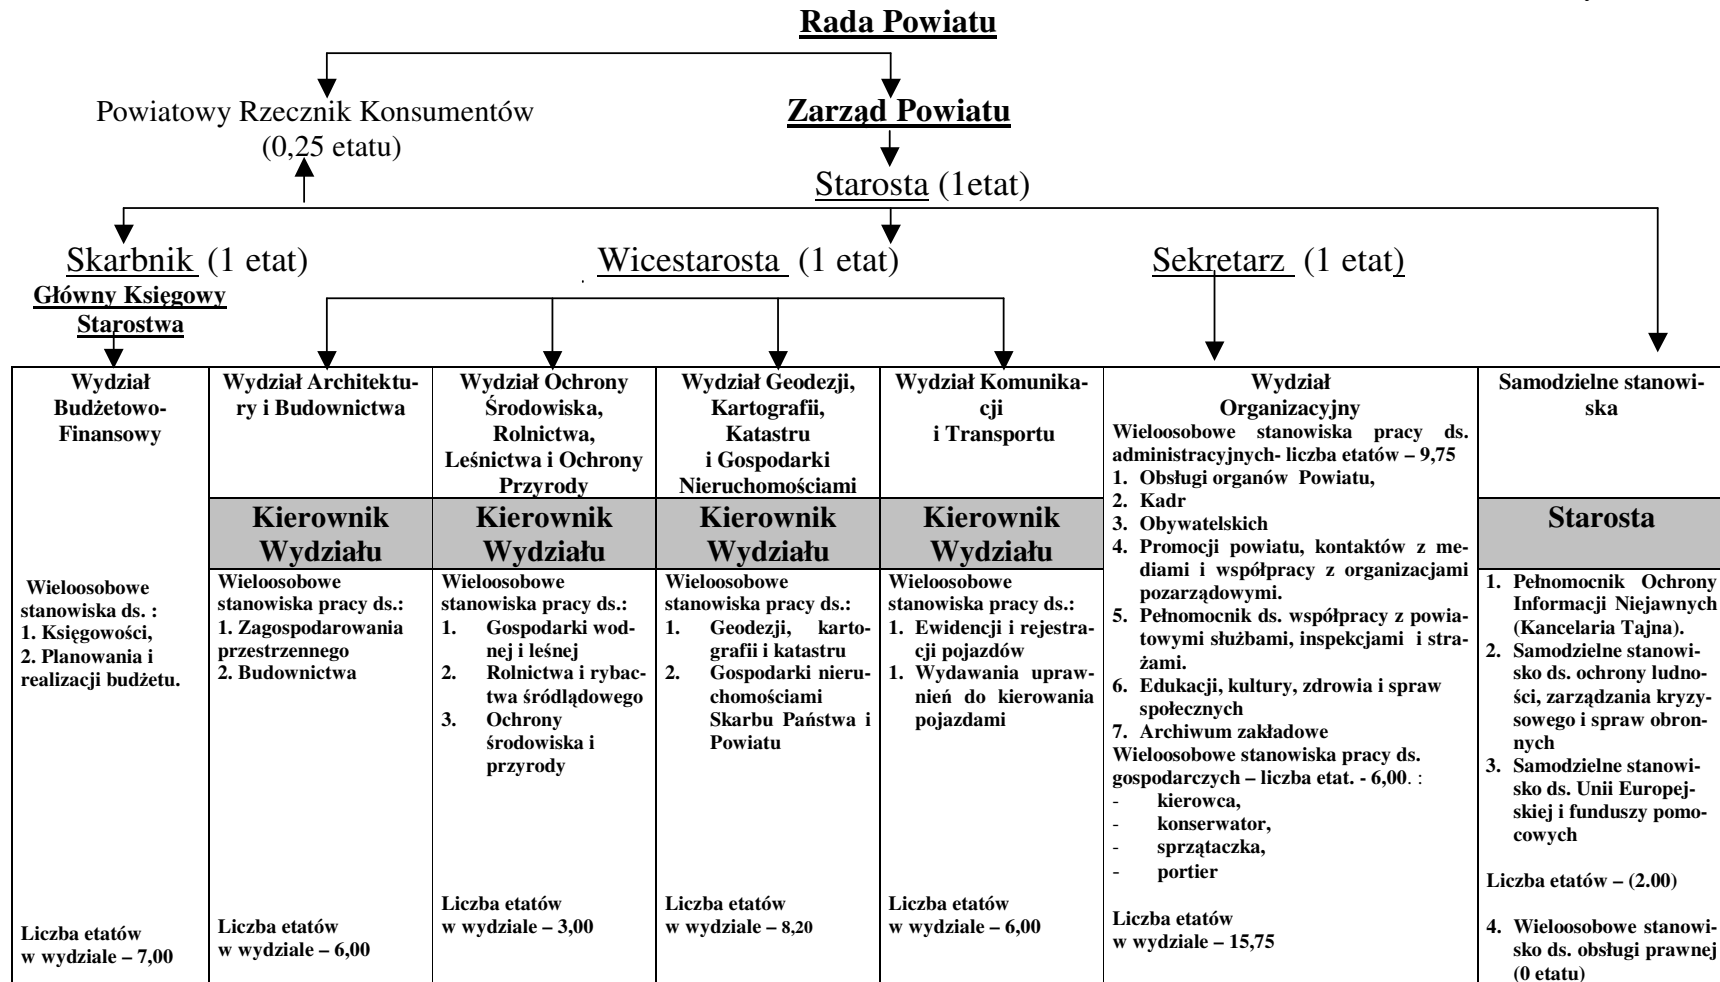 Rada Powiatu
Powiatowy Rzecznik Konsumentów
(0,25 etatu)
Zarząd Powiatu
Starosta (1etat)
Skarbnik (1 etat)
Główny Księgowy
Starostwa
Wicestarosta (1 etat)
Sekretarz (1 etat)
Wydział
Budżetowo-
Finansowy
Wieloosobowe
stanowiska ds. :
1. Księgowości,
2. Planowania i
realizacji budżetu.
Liczba etatów
w wydziale – 7,00
Wydział Architektu-
ry i Budownictwa
Kierownik
Wydziału
Wieloosobowe
stanowiska pracy ds.:
1. Zagospodarowania
przestrzennego
2. Budownictwa
Liczba etatów
w wydziale – 6,00
Wydział Ochrony
Środowiska,
Rolnictwa,
Leśnictwa i Ochrony
Przyrody
Kierownik
Wydziału
Wieloosobowe
stanowiska pracy ds.:
1. Gospodarki wod-
nej i leśnej
2. Rolnictwa i rybac-
twa śródlądowego
3. Ochrony
środowiska i
przyrody
Liczba etatów
w wydziale – 3,00
Wydział Geodezji,
Kartografii,
Katastru
i Gospodarki
Nieruchomościami
Kierownik
Wydziału
Wieloosobowe
stanowiska pracy ds.:
1. Geodezji, karto-
grafii i katastru
2. Gospodarki nieru-
chomościami
Skarbu Państwa i
Powiatu
Liczba etatów
w wydziale – 8,20
Wydział Komunika-
cji
i Transportu
Kierownik
Wydziału
Wieloosobowe
stanowiska pracy ds.:
1. Ewidencji i rejestra-
cji pojazdów
1. Wydawania upraw-
nień do kierowania
pojazdami
Liczba etatów
w wydziale – 6,00
Wydział
Organizacyjny
Wieloosobowe stanowiska pracy ds.
administracyjnych- liczba etatów – 9,75
1. Obsługi organów Powiatu,
2. Kadr
3. Obywatelskich
4. Promocji powiatu, kontaktów z me-
diami i współpracy z organizacjami
pozarządowymi.
5. Pełnomocnik ds. współpracy z powia-
towymi służbami, inspekcjami i stra-
żami.
6. Edukacji, kultury, zdrowia i spraw
społecznych
7. Archiwum zakładowe
Wieloosobowe stanowiska pracy ds.
gospodarczych – liczba etat. - 6,00. :
- kierowca,
- konserwator,
- sprzątaczka,
- portier
Liczba etatów
w wydziale – 15,75
Samodzielne stanowi-
ska
Starosta
1. Pełnomocnik Ochrony
Informacji Niejawnych
(Kancelaria Tajna).
2. Samodzielne stanowi-
sko ds. ochrony ludno-
ści, zarządzania kryzy-
sowego i spraw obron-
nych
3. Samodzielne stanowi-
sko ds. Unii Europej-
skiej i funduszy pomo-
cowych
Liczba etatów – (2.00)
4. Wieloosobowe stanowi-
sko ds. obsługi prawnej
(0 etatu)